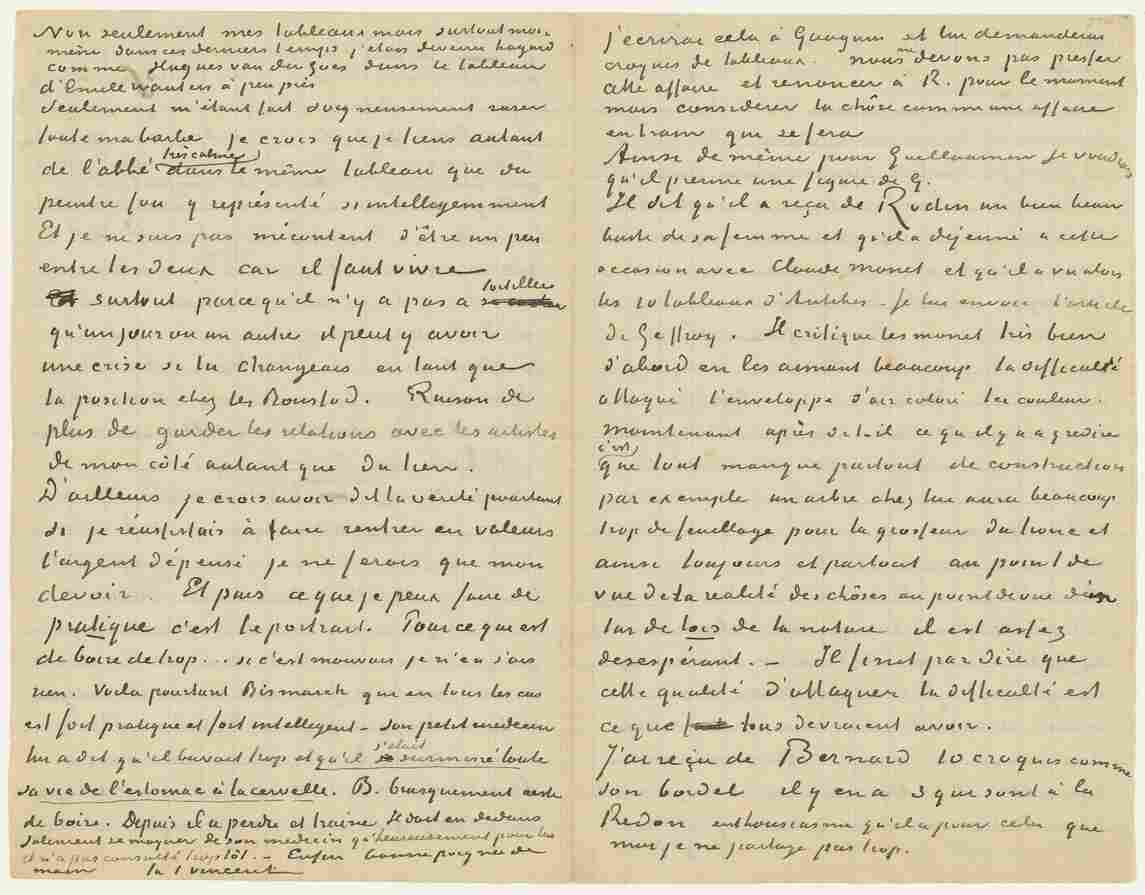 Non seulement mes tableaux mais surtout moi-
même dans ces derniers temps j'etais devenu hagard
comme Hugues van der Goes dans le tableau
d'Emile Wauters à peu près
seulement m'étant fait soigneusement raser
toute ma barbe je crois que je tiens autant
de l'abbé très calme dans le même tableau que du
peintre fou y représenté si intelligemment
Et je ne suis pas mécontent d'être un peu
entre les deux car il faut vivre
surtout parce qu'il n'y a pas a tortiller
qu'un jour ou un autre il peut y avoir
une crise si tu changeais en tant que
la position chez les Boussod. Raison de
plus de garder les relations avec les artistes
de mon côté autant que du tien.
D'ailleurs je crois avoir dit la vérité pourtant
si je réussissais à faire rentrer en valeurs
l'argent dépensé je ne ferais que mon
devoir. Et puis ce que je peux faire de
pratique c'est le portrait. Pour ce qui est
de boire de trop... si c'est mauvais je n'en sais
rien. Voila pourtant Bismarck qui en tous les cas
est fort pratique et fort intelligent – son petit medecin
lui a dit qu'il buvait trop et qu'il s'était surmené toute
sa vie de l'estomac à la cervelle. B. brusquement cesse
de boire. Depuis il a perdu et traine. Il doit en dedans
salement se moquer de son medecin qu'heureusement pour lui
il n'a pas consulté trop tôt. – Enfin bonne poignee de
main t. à t. Vincent
j'ecrirai cela à Gauguin et lui demanderai
croquis de tableaux. nous ne devons pas presser
cette affaire et renoncer à R. pour le moment
mais considerer la chôse comme une affaire
en train qui se fera
Ainsi de même pour Guillaumin je voudrais
qu'il prenne une figure de G.
Il dit qu'il a reçu de Rodin un bien beau
buste de sa femme et qu'il a déjeuné a cette
occasion avec Claude Monet et qu'il a vu alors
les 10 tableaux d'Antibes. Je lui envoie l'article
de Geffroy. Il critique les Monet très bien
d'abord en les aimant beaucoup la difficulté
attaqué l'enveloppe d'air coloré la couleur.
maintenant après dit-il ce qu'il y a a y redire
c'est que tout manque partout de construction
par exemple un arbre chez lui aura beaucoup
trop de feuillage pour la grosseur du tronc et
ainsi toujours et partout au point de
vue de la realité des chôses au point de vue d'un
tas de lois de la nature il est assez
desespérant. – Il finit par dire que
cette qualité d'attaquer la difficulté est
ce que tous devraient avoir.
J'ai reçu de Bernard 10 croquis comme
son bordel il y en a 3 qui sont à la
Redon enthousiasme qu'il a pour cela que
moi je ne partage pas trop.